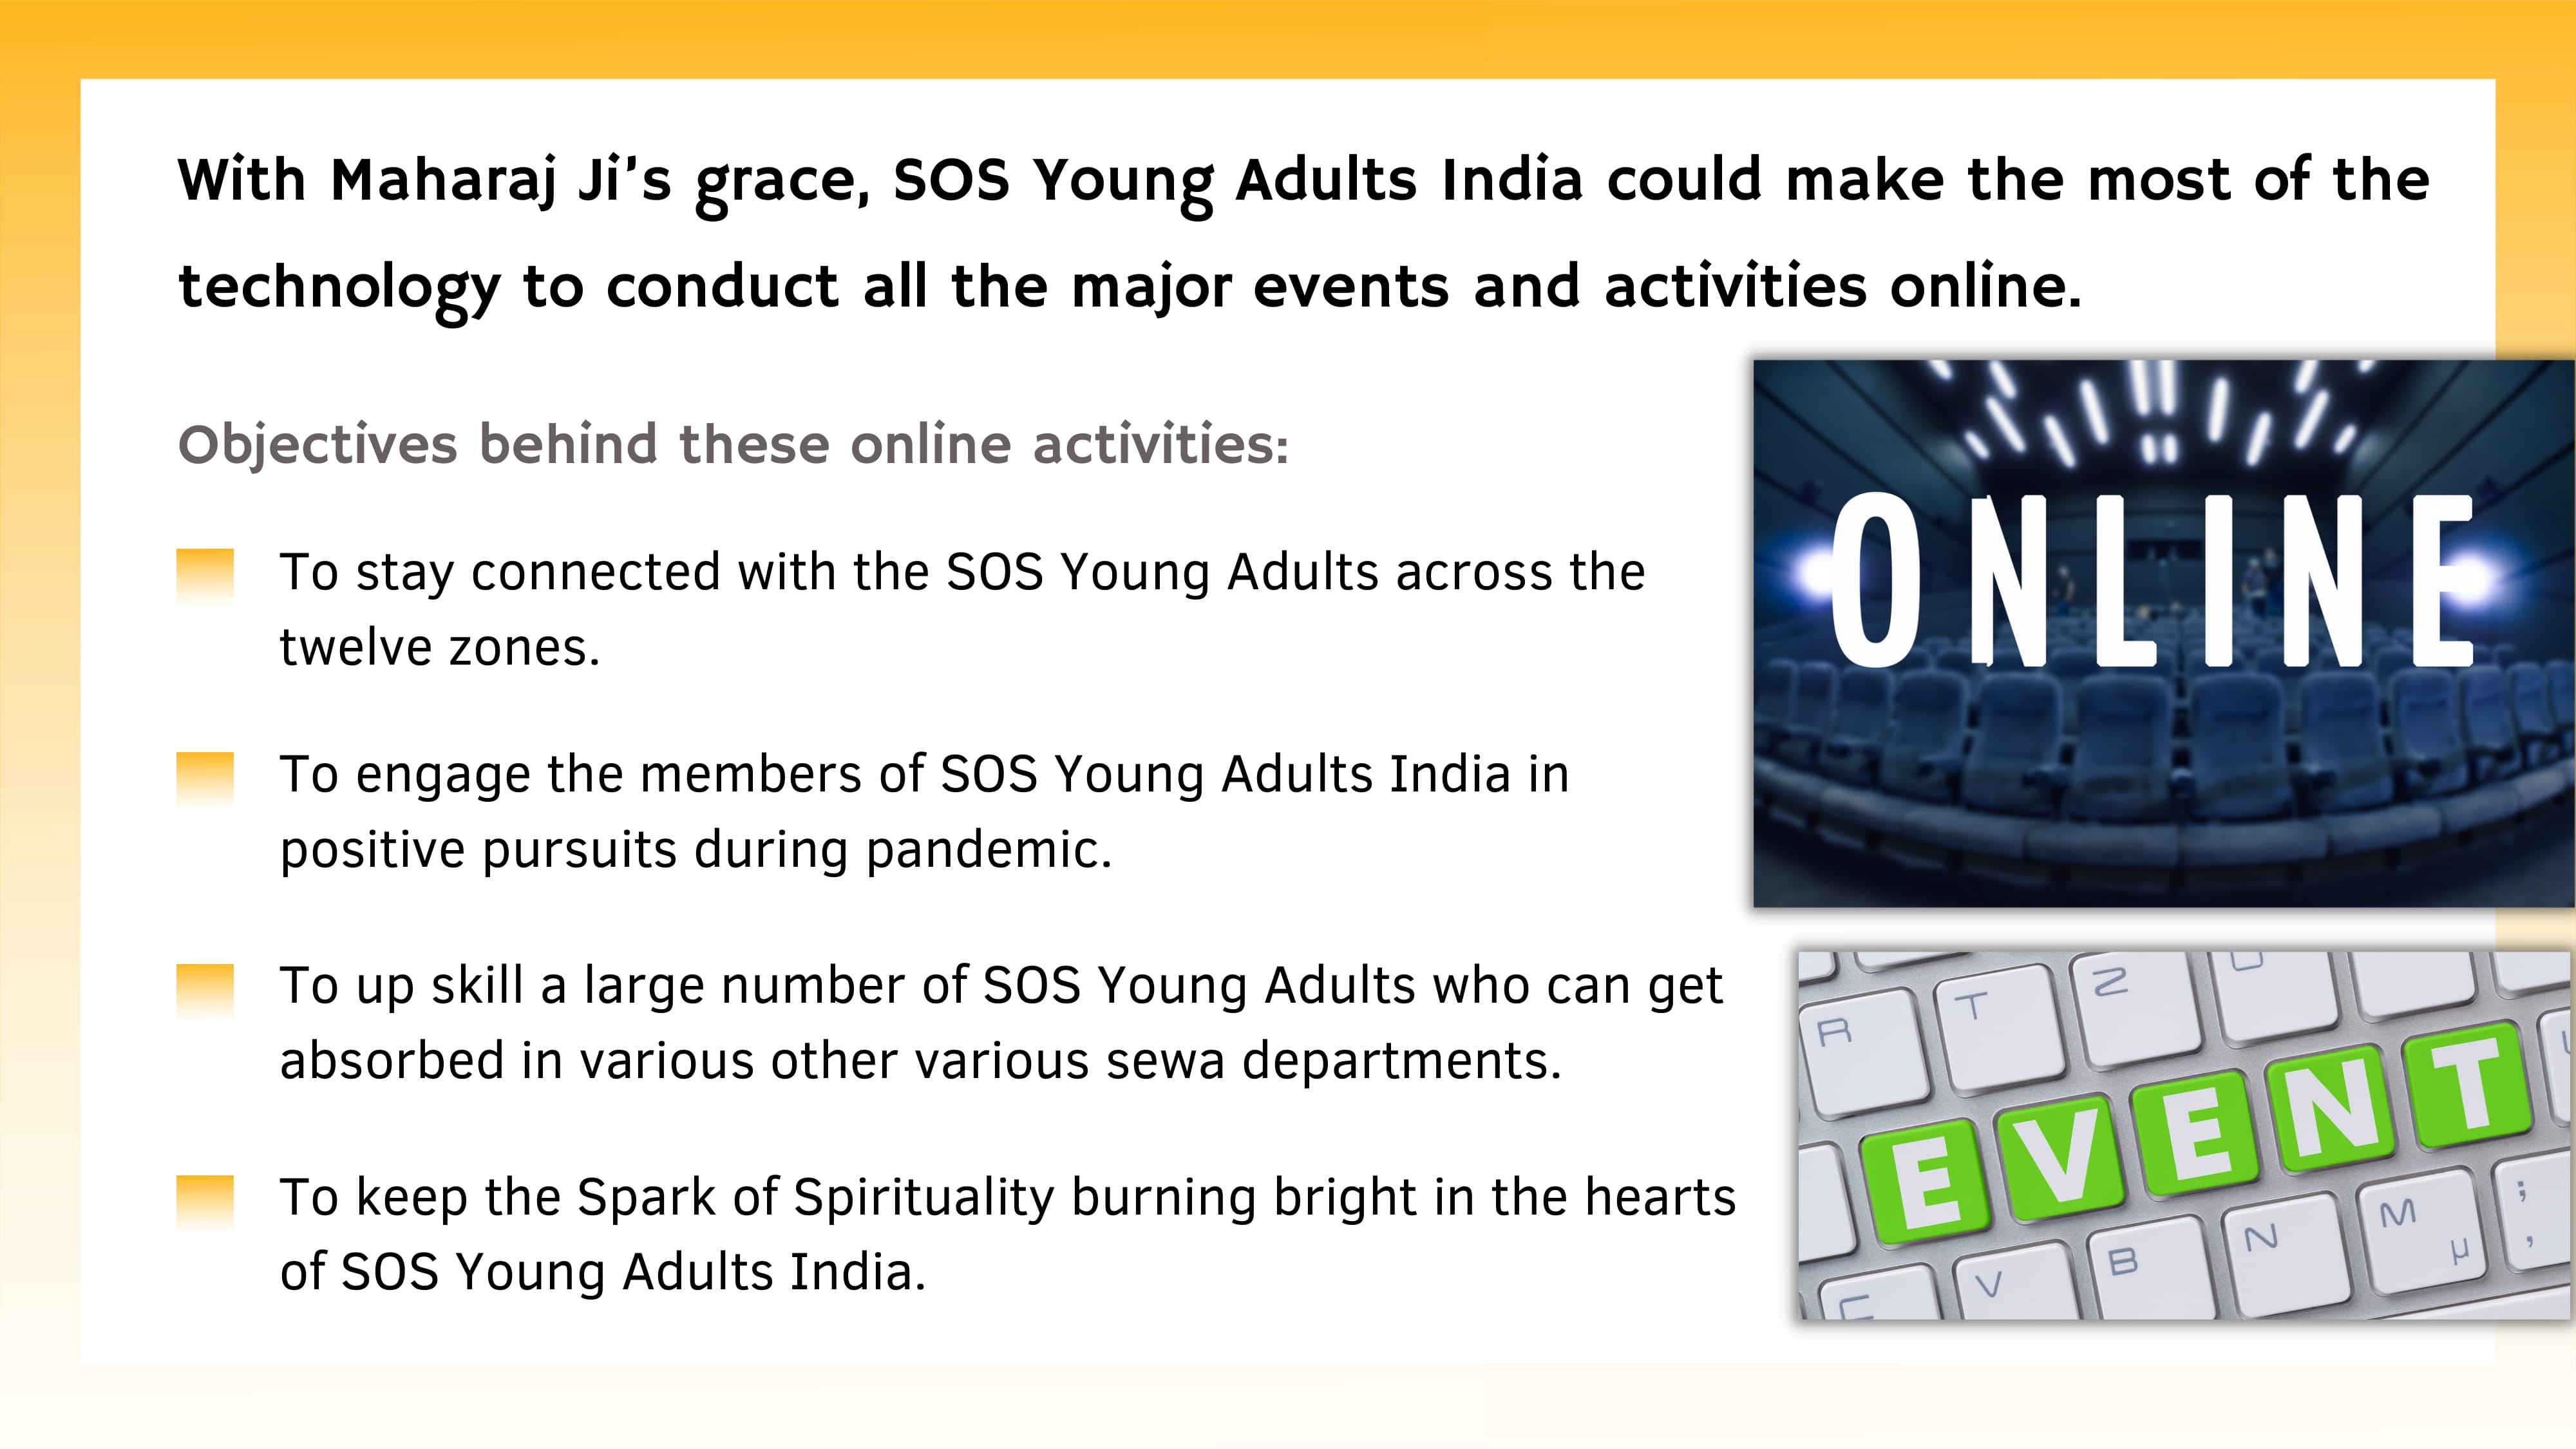 With Maharaj Ji’s grace, SOS Young Adults India could make the most of the
technology to conduct all the major events and activities online.
Objectives behind these online activities:
To stay connected with the SOS Young Adults across the
twelve zones.
To engage the members of SOS Young Adults India in
positive pursuits during pandemic.
To up skill a large number of SOS Young Adults who can get
absorbed in various other various sewa departments.
To keep the Spark of Spirituality burning bright in the hearts
of SOS Young Adults India.
ONLINE
R T Z
EVENT
V B N M µ ; ,